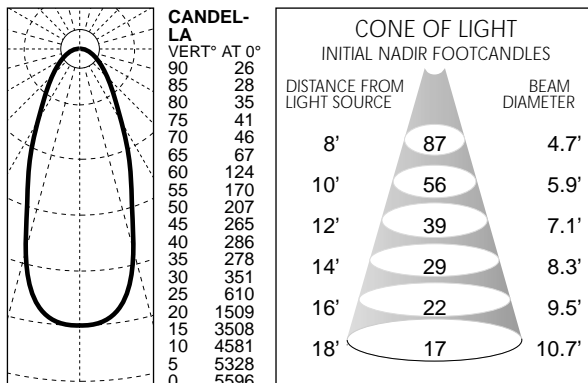 CANDEL-
LA
VERT° AT 0°
90 26
85 28
80 35
75 41
70 46
65 67
60 124
55 170
50 207
45 265
40 286
35 278
30 351
25 610
20 1509
15 3508
10 4581
5 5328
0 5596
CONE OF LIGHT
INITIAL NADIR FOOTCANDLES
DISTANCE FROM
LIGHT SOURCE
BEAM
DIAMETER
8’ 87 4.7’
10’ 56 5.9’
12’ 39 7.1’
14’ 29 8.3’
16’ 22 9.5’
18’ 17 10.7’